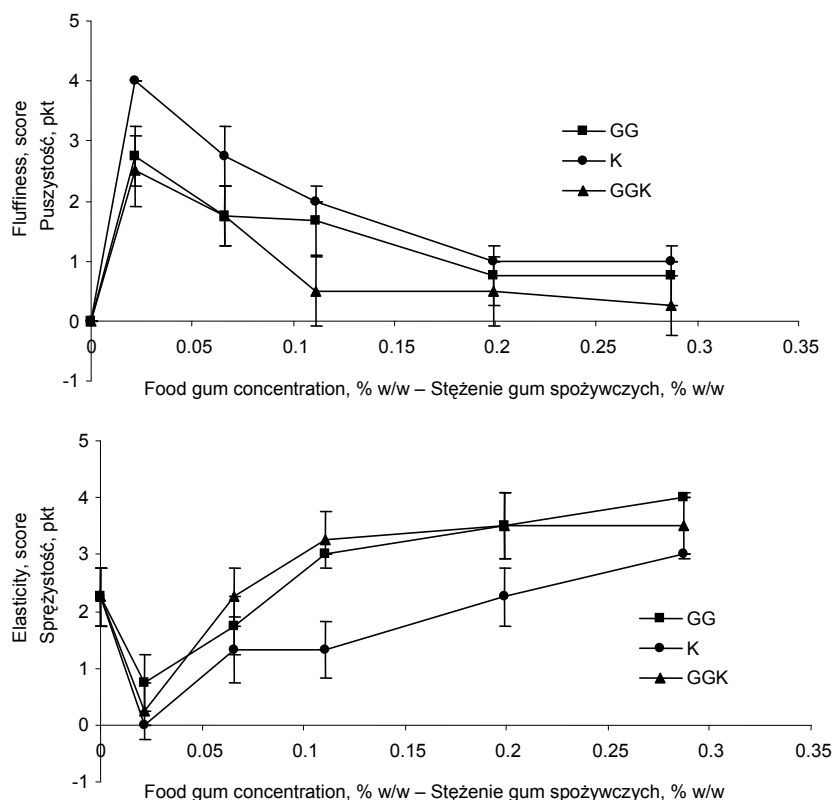 5
4
3
2
1
0
-1
Fluffiness, score
Puszystość, pkt
GG
K
GGK
0 0.05 0.1 0.15 0.2 0.25 0.3 0.35
Food gum concentration, % w/w – Stężenie gum spożywczych, % w/w
5
4
3
2
1
0
-1
Elasticity, score
Sprężystość, pkt
GG
K
GGK
0 0.05 0.1 0.15 0.2 0.25 0.3 0.35
Food gum concentration, % w/w – Stężenie gum spożywczych, % w/w